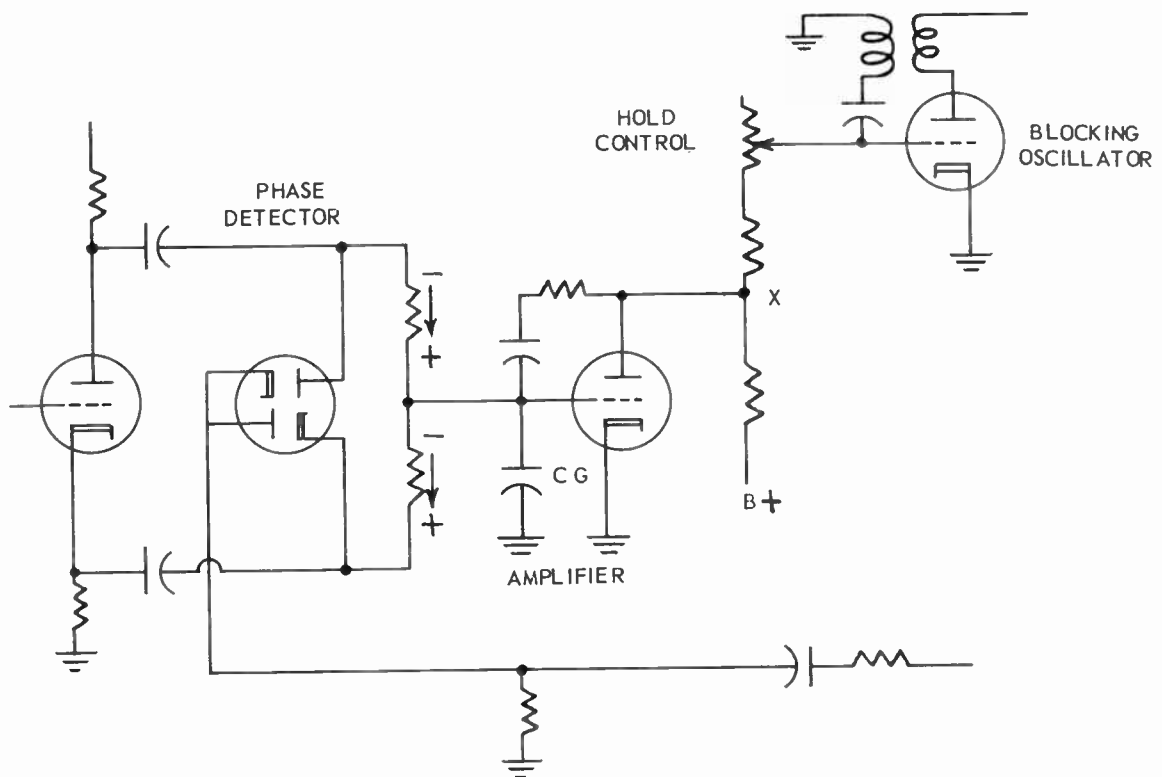 HOLD
CONTROL
BLOCKING
OSCILLATOR
PHASE
DETECTOR
−
+
X
−
+
CG
B+
AMPLIFIER